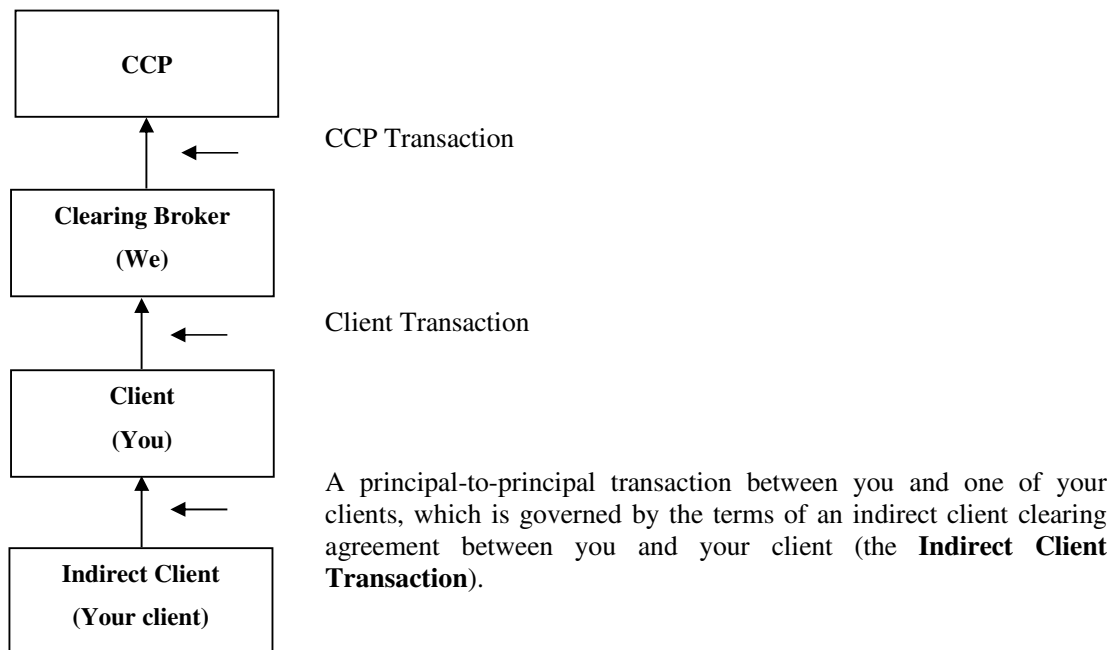 CCP
CCP Transaction
Clearing Broker
(We)
Client Transaction
Client
(You)
A principal-to-principal transaction between you and one of your
clients, which is governed by the terms of an indirect client clearing
agreement between you and your client (the Indirect Client
Transaction).
Indirect Client
(Your client)